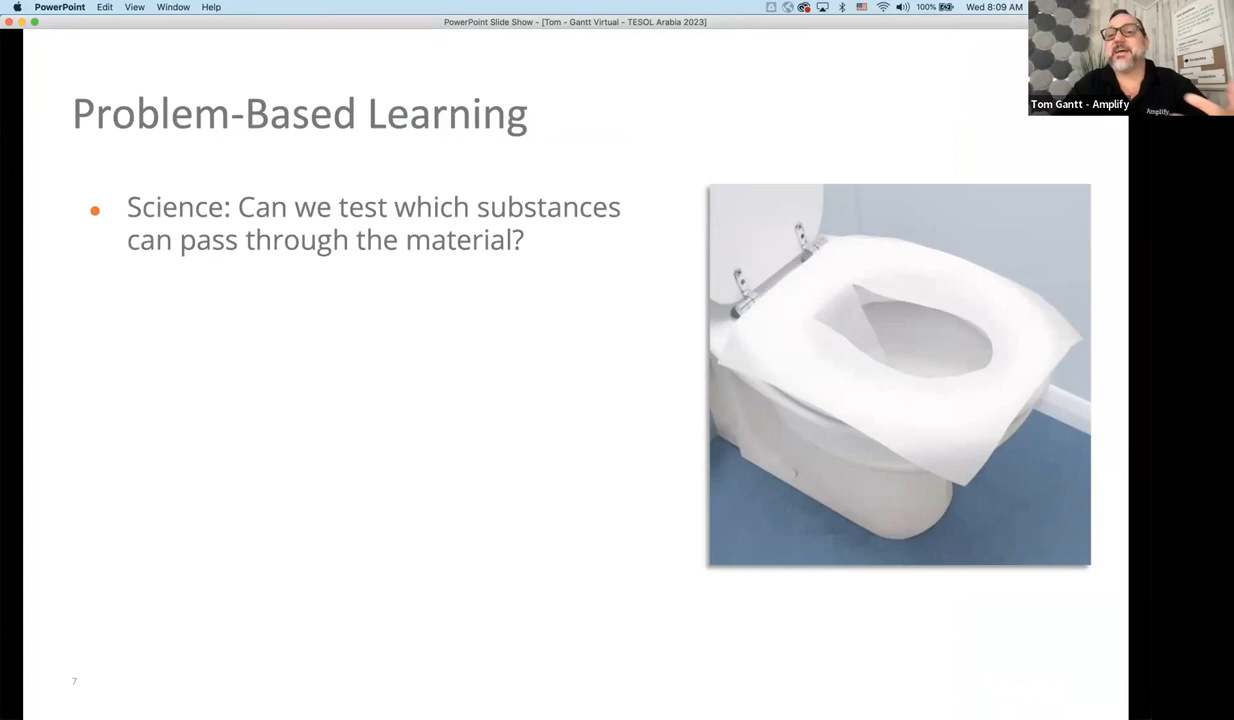 PowerPoint Edit View Window Help
100% Wed 8:09 AM
PowerPoint Slide Show - [Tom - Gantt Virtual - TESOL Arabia 2023]
Tom Gantt - Amplify
Amplify.
Problem-Based Learning
Science: Can we test which substances
can pass through the material?
7